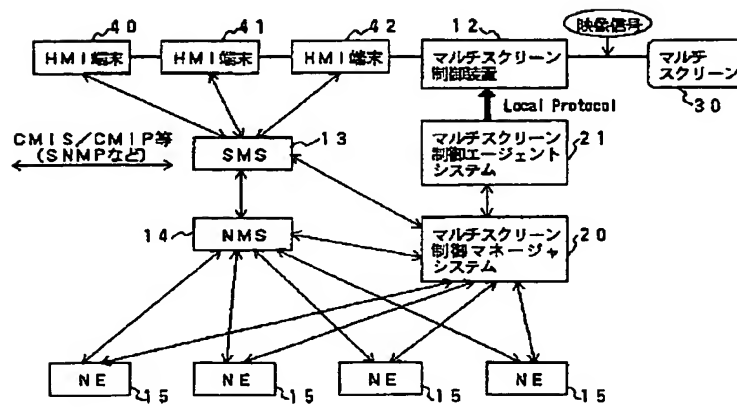 40
41
42
12
映像信号
HMI端末
HMI端末
HMI端末
マルチスクリーン
制御装置
マルチ
スクリーン
30
Local Protocol
CMIS/CMIP等
(SNMPなど)
13
SMS
マルチスクリーン
制御エージェント
システム
21
14
NMS
マルチスクリーン
制御マネージャ
システム
20
NE
15
NE
15
NE
15
NE
15